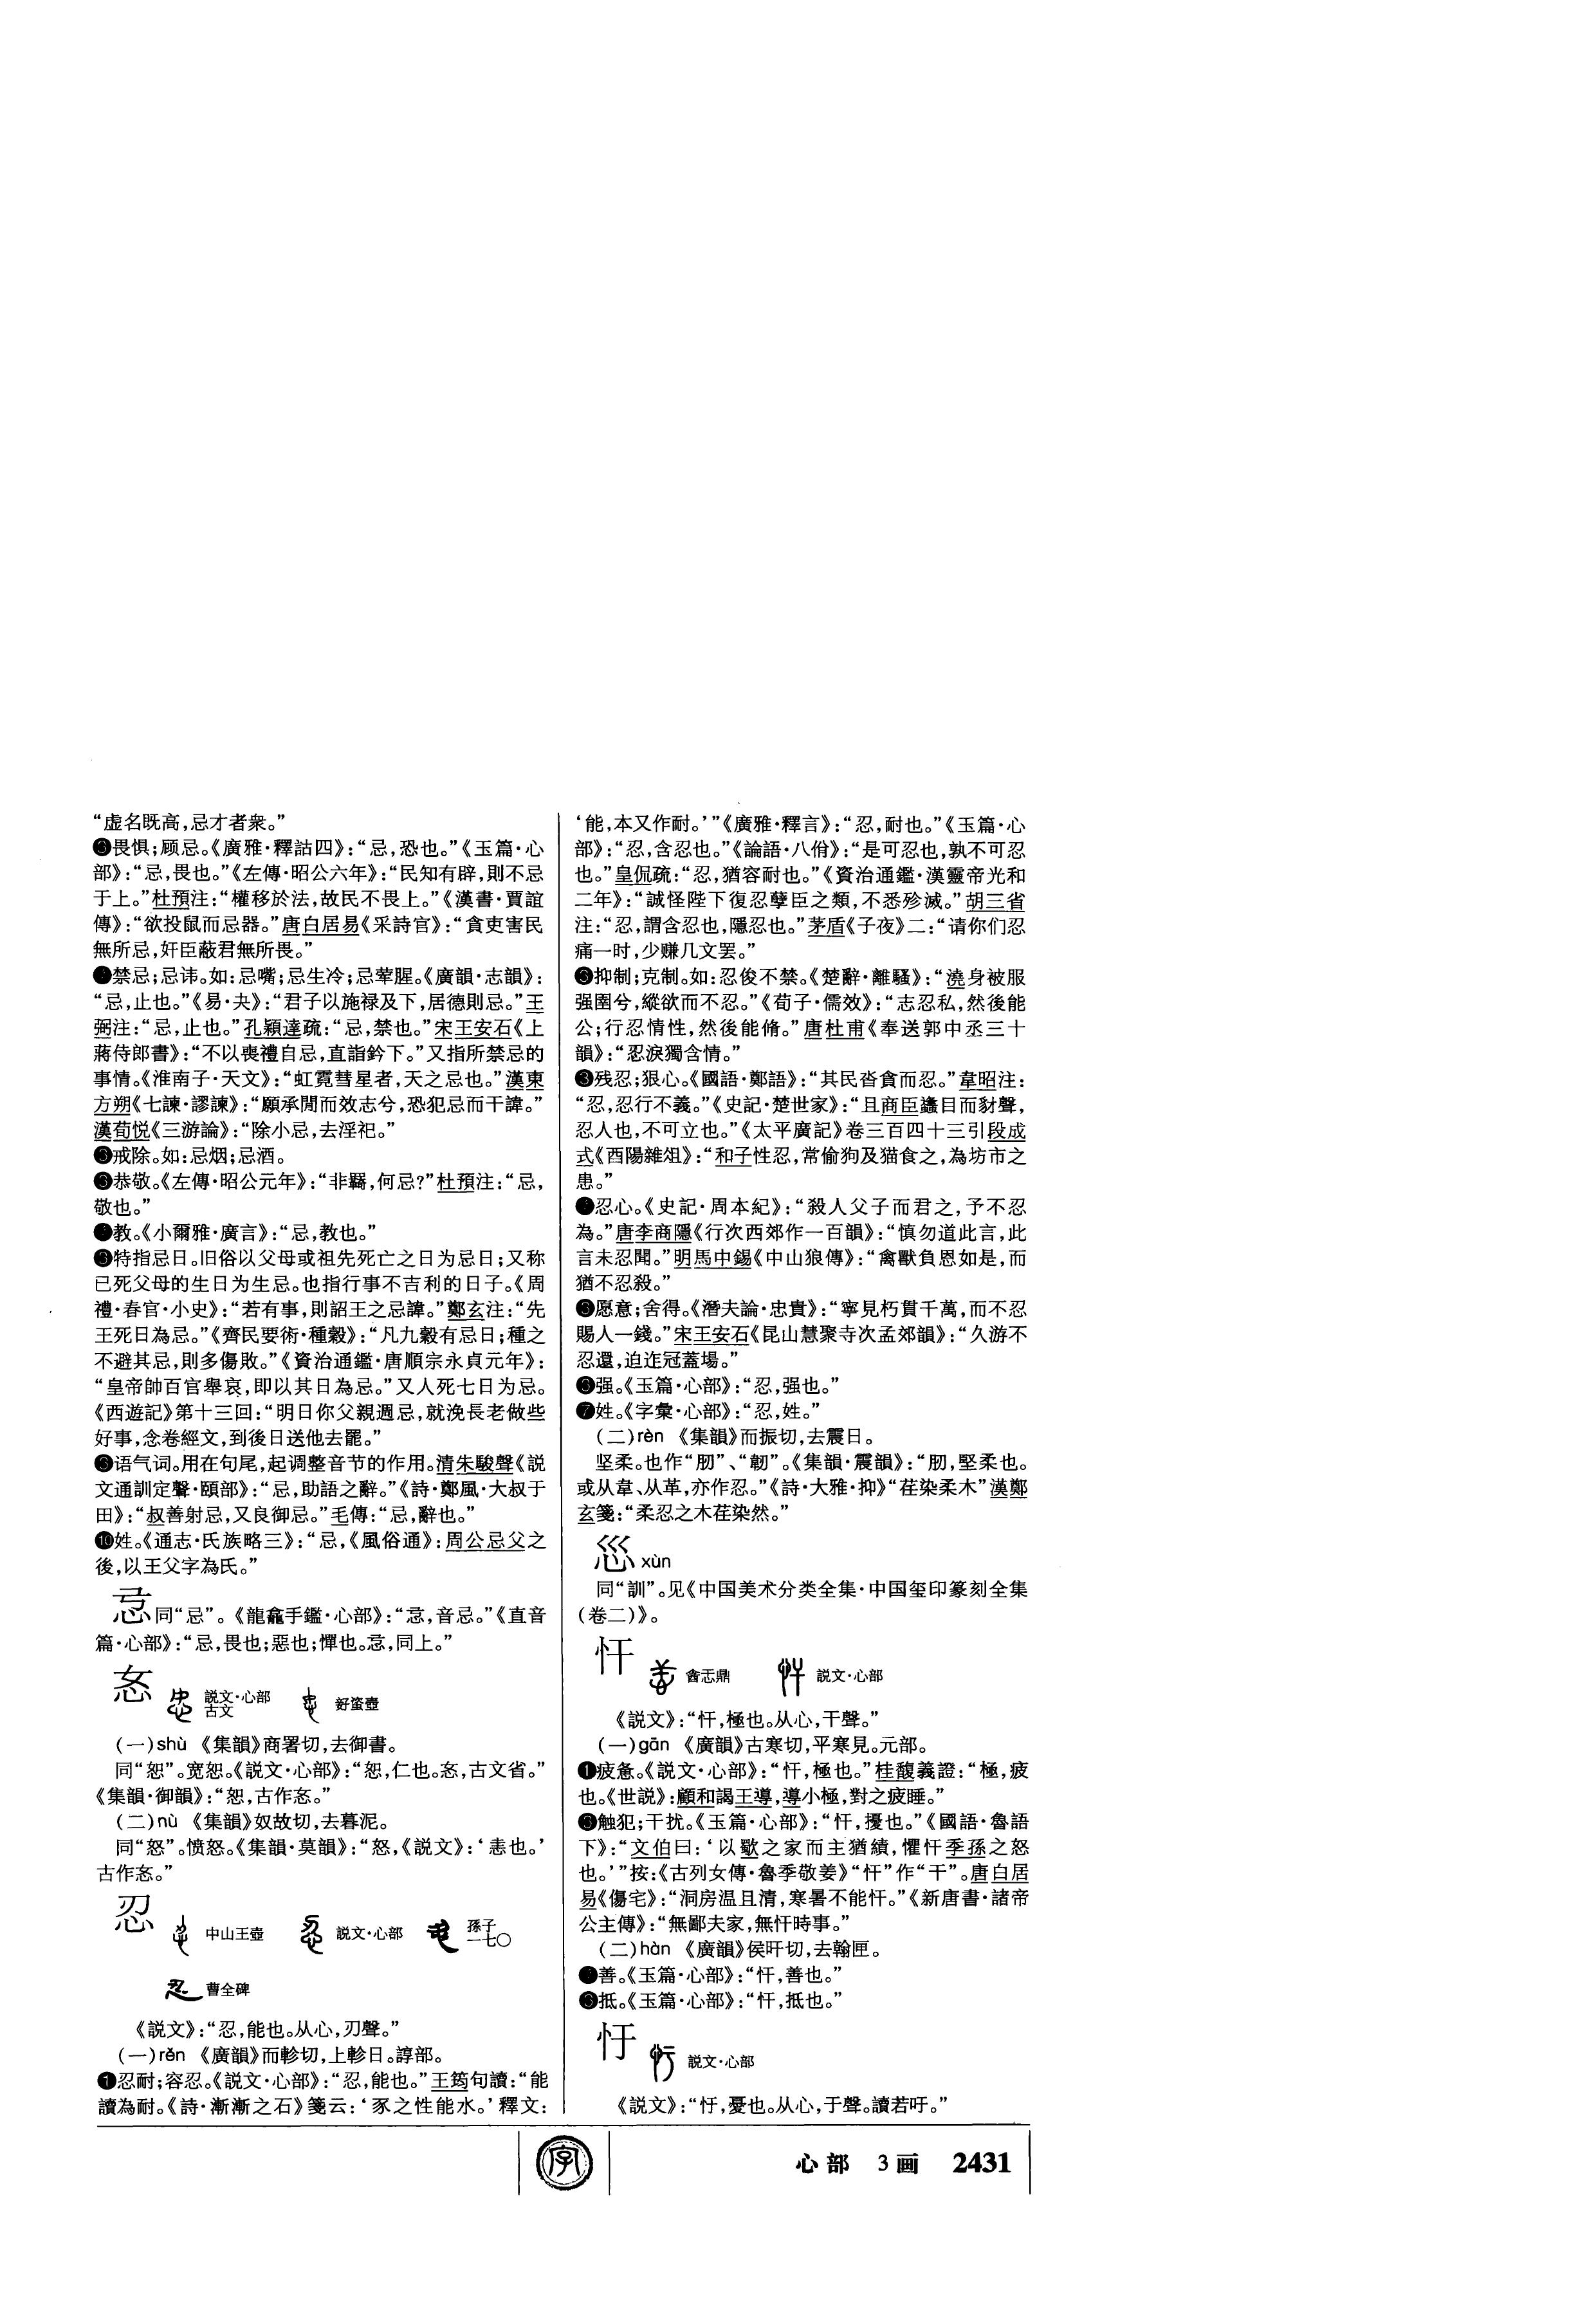 “虚名既高,忌才者衆。”
畏惧;顾忌。《廣雅·釋詁四》:“忌,恐也。”《玉篇·心
部》:“忌,畏也。”《左傳·昭公六年》:“民知有辟,則不忌
于上。”杜預注:“權移於法,故民不畏上。”《漢書·賈誼
傳》:“欲投鼠而忌器。”唐白居易《采詩官》:“貪吏害民
無所忌,奸臣蔽君無所畏。”
禁忌;忌讳。如:忌嘴;忌生冷;忌荤腥。《廣韻·志韻》:
“忌,止也。”《易·夬》:“君子以施禄及下,居德則忌。”王
弼注:“忌,止也。”孔穎達疏:“忌,禁也。”宋王安石《上
蔣侍郎書》:“不以喪禮自忌,直詣鈐下。”又指所禁忌的
事情。《淮南子·天文》:“虹霓彗星者,天之忌也。”漢東
方朔《七諫·謬諫》:“願承閒而效志兮,恐犯忌而干諱。”
漢荀悦《三游論》:“除小忌,去淫祀。”
戒除。如:忌烟;忌酒。
恭敬。《左傳·昭公元年》:“非羈,何忌?”杜預注:“忌,
敬也。”
教。《小爾雅·廣言》:“忌,教也。”
特指忌日。旧俗以父母或祖先死亡之日为忌日;又称
已死父母的生日为生忌。也指行事不吉利的日子。《周
禮·春官·小史》:“若有事,則詔王之忌諱。”鄭玄注:“先
王死日為忌。”《齊民要術·種穀》:“凡九穀有忌日;種之
不避其忌,則多傷敗。”《資治通鑑·唐順宗永貞元年》:
“皇帝帥百官舉哀,即以其日為忌。”又人死七日为忌。
《西遊記》第十三回:“明日你父親週忌,就浼長老做些
好事,念卷經文,到後日送他去罷。”
语气词。用在句尾,起调整音节的作用。清朱駿聲《説
文通訓定聲·頤部》:“忌,助語之辭。”《詩·鄭風·大叔于
田》:“叔善射忌,又良御忌。”毛傳:“忌,辭也。”
❿姓。《通志·氏族略三》:“忌,《風俗通》:周公忌父之
後,以王父字為氏。”
同“忌”。《龍龕手鑑·心部》:“,音忌。”《直音
篇·心部》:“忌,畏也;惡也;憚也。,同上。”
㣽 説文·心部 古文 好蚉壺
(一)shù 《集韻》商署切,去御書。
同“恕”。宽恕。《説文·心部》:“恕,仁也。㣽,古文省。”
《集韻·御韻》:“恕,古作㣽。”
(二)nù 《集韻》奴故切,去暮泥。
同“怒”。愤怒。《集韻·莫韻》:“怒,《説文》:‘恚也。’
古作㣽。”
忍 中山王壺 説文·心部 孫子 一七〇
曹全碑
《説文》:“忍,能也。从心,刃聲。”
(一)rěn 《廣韻》而軫切,上軫日。諄部。
❶忍耐;容忍。《説文·心部》:“忍,能也。”王筠句讀:“能
讀為耐。《詩·漸漸之石》箋云:‘豕之性能水。’釋文:
‘能,本又作耐。’”《廣雅·釋言》:“忍,耐也。”《玉篇·心
部》:“忍,含忍也。”《論語·八佾》:“是可忍也,孰不可忍
也。”皇侃疏:“忍,猶容耐也。”《資治通鑑·漢靈帝光和
二年》:“誠怪陛下復忍孽臣之類,不悉殄滅。”胡三省
注:“忍,謂含忍也,隱忍也。”茅盾《子夜》二:“请你们忍
痛一时,少赚几文罢。”
抑制;克制。如:忍俊不禁。《楚辭·離騷》:“澆身被服
强圉兮,縱欲而不忍。”《荀子·儒效》:“志忍私,然後能
公;行忍情性,然後能脩。”唐杜甫《奉送郭中丞三十
韻》:“忍淚獨含情。”
❸残忍;狠心。《國語·鄭語》:“其民沓貪而忍。”韋昭注:
“忍,忍行不義。”《史記·楚世家》:“且商臣蠭目而豺聲,
忍人也,不可立也。”《太平廣記》卷三百四十三引段成
式《酉陽雜俎》:“和子性忍,常偷狗及猫食之,為坊市之
患。”
忍心。《史記·周本紀》:“殺人父子而君之,予不忍
為。”唐李商隱《行次西郊作一百韻》:“慎勿道此言,此
言未忍聞。”明馬中錫《中山狼傳》:“禽獸負恩如是,而
猶不忍殺。”
愿意;舍得。《潛夫論·忠貴》:“寧見朽貫千萬,而不忍
賜人一錢。”宋王安石《昆山慧聚寺次孟郊韻》:“久游不
忍還,迫迮冠蓋場。”
强。《玉篇·心部》:“忍,强也。”
❼姓。《字彙·心部》:“忍,姓。”
(二)rèn 《集韻》而振切,去震日。
坚柔。也作“肕”、“韌”。《集韻·震韻》:“肕,堅柔也。
或从韋、从革,亦作忍。”《詩·大雅·抑》“荏染柔木”漢鄭
玄箋:“柔忍之木荏染然。”
xùn
同“訓”。见《中国美术分类全集·中国玺印篆刻全集
(卷二)》。
忓 酓忎鼎 説文·心部
《説文》:“忓,極也。从心,干聲。”
(一)gān 《廣韻》古寒切,平寒見。元部。
❶疲惫。《説文·心部》:“忓,極也。”桂馥義證:“極,疲
也。《世説》:顧和謁王導,導小極,對之疲睡。”
触犯;干扰。《玉篇·心部》:“忓,擾也。”《國語·魯語
下》:“文伯曰:‘以歜之家而主猶績,懼忓季孫之怒
也。’”按:《古列女傳·魯季敬姜》“忓”作“干”。唐白居
易《傷宅》:“洞房温且清,寒暑不能忓。”《新唐書·諸帝
公主傳》:“無鄙夫家,無忓時事。”
(二)hàn 《廣韻》侯旰切,去翰匣。
善。《玉篇·心部》:“忓,善也。”
抵。《玉篇·心部》:“忓,抵也。”
忬 説文·心部
《説文》:“忬,憂也。从心,于聲。讀若吁。”
字
心部 3画 2431